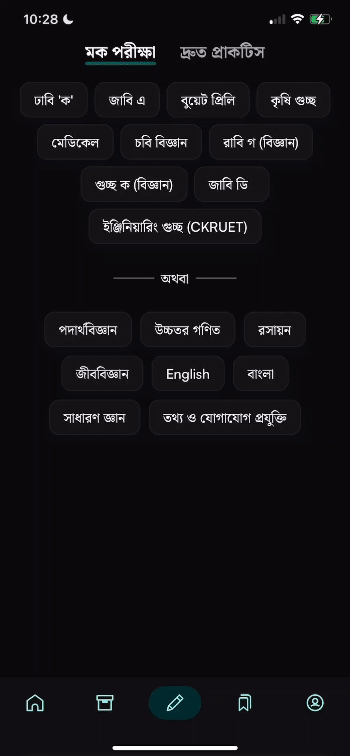 10:28
মক পরীক্ষা দ্রুত প্রাকটিস
ঢাবি 'ক' জাবি এ বুয়েট প্রিলি কৃষি গুচ্ছ
মেডিকেল চবি বিজ্ঞান রাবি গ (বিজ্ঞান)
গুচ্ছ ক (বিজ্ঞান) জাবি ডি
ইঞ্জিনিয়ারিং গুচ্ছ (CKRUET)
অথবা
পদার্থবিজ্ঞান উচ্চতর গণিত রসায়ন
জীববিজ্ঞান English বাংলা
সাধারণ জ্ঞান তথ্য ও যোগাযোগ প্রযুক্তি